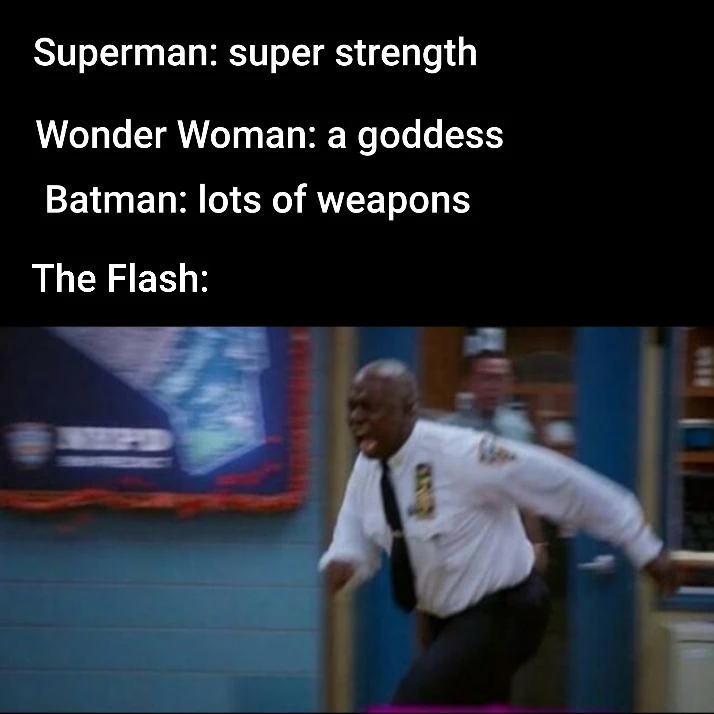 Superman: super strength
Wonder Woman: a goddess
Batman: lots of weapons
The Flash: